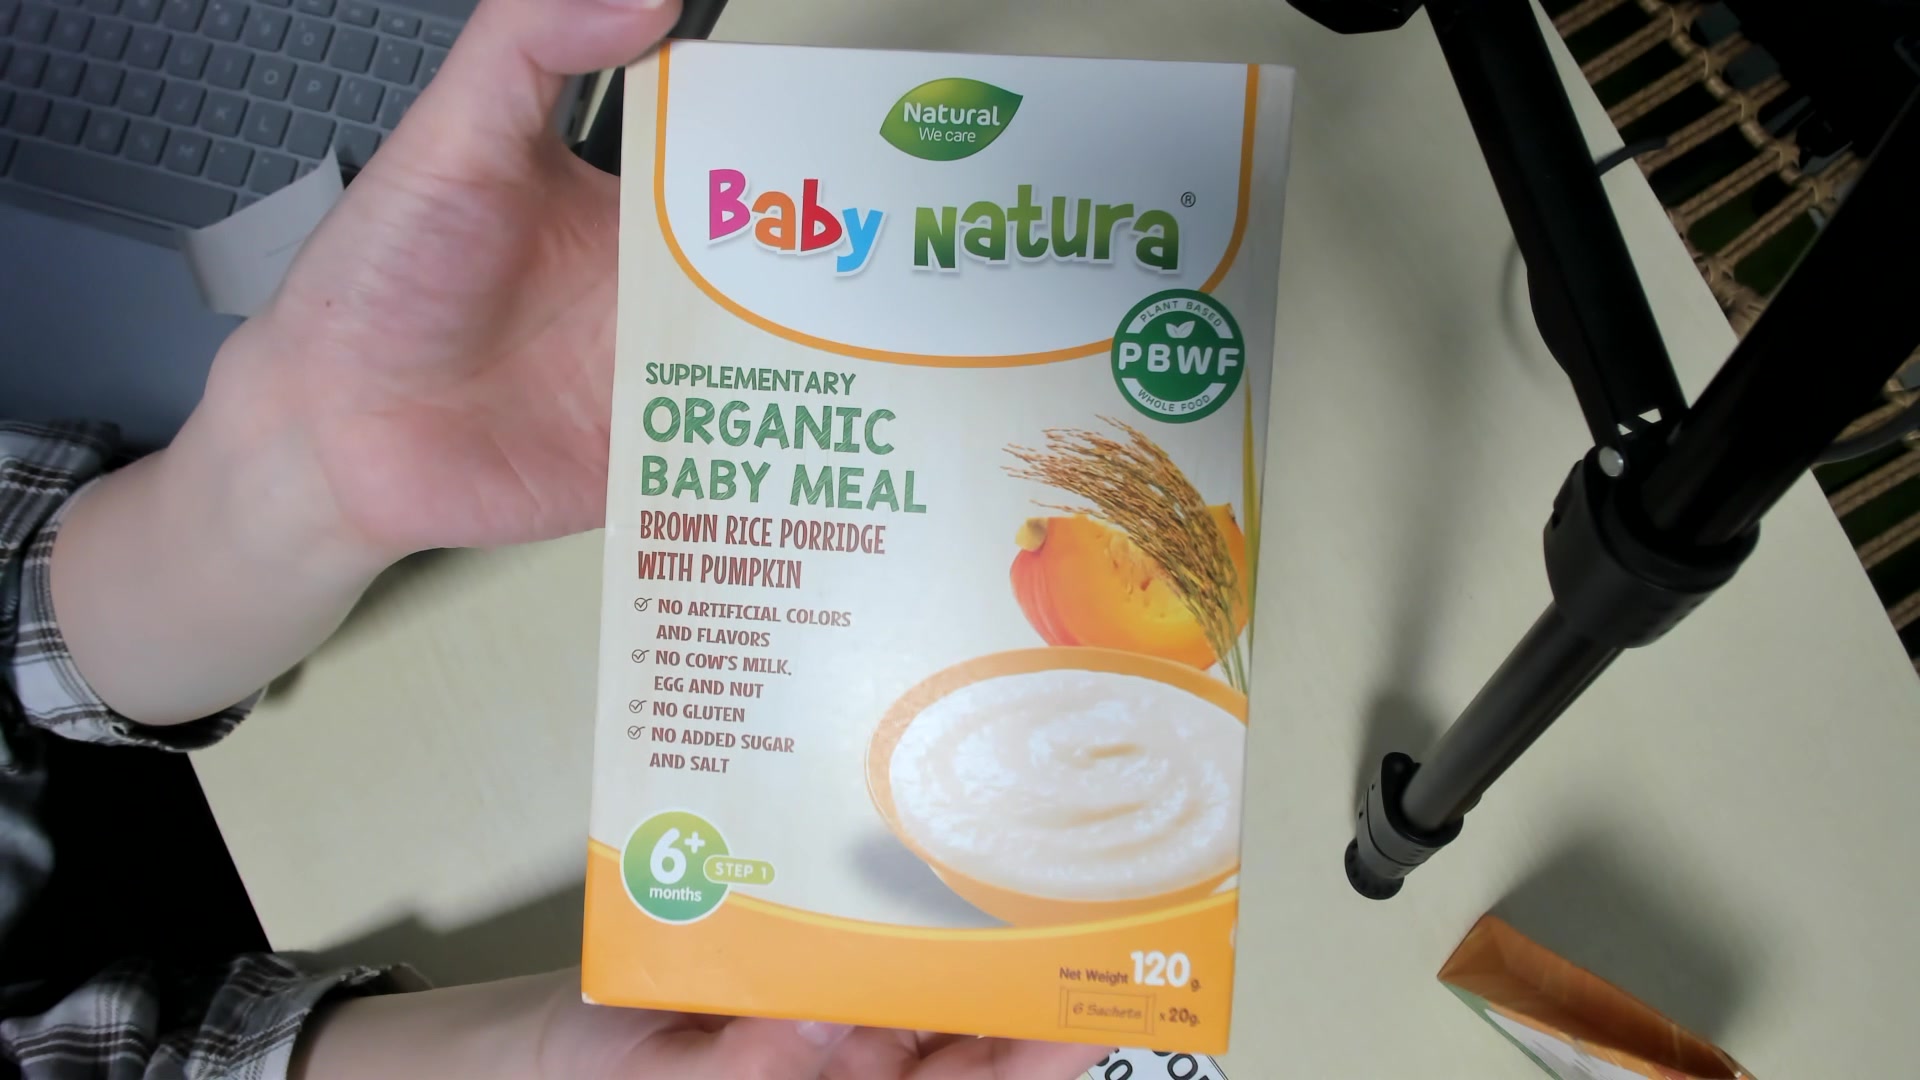 Natural
We care
Baby Natura®
PLANT BASED
PBWF
WHOLE FOOD
SUPPLEMENTARY
ORGANIC
BABY MEAL
BROWN RICE PORRIDGE
WITH PUMPKIN
NO ARTIFICIAL COLORS
AND FLAVORS
NO COW'S MILK,
EGG AND NUT
NO GLUTEN
NO ADDED SUGAR
AND SALT
6+
months
STEP 1
Net Weight 120 g.
6 Sachets x 20g.